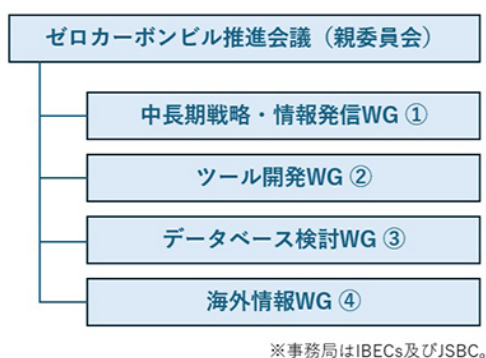 ゼロカーボンビル推進会議（親委員会）
中長期戦略・情報発信WG ①
ツール開発WG ②
データベース検討WG ③
海外情報WG ④
※事務局はIBECs及びJSBC。